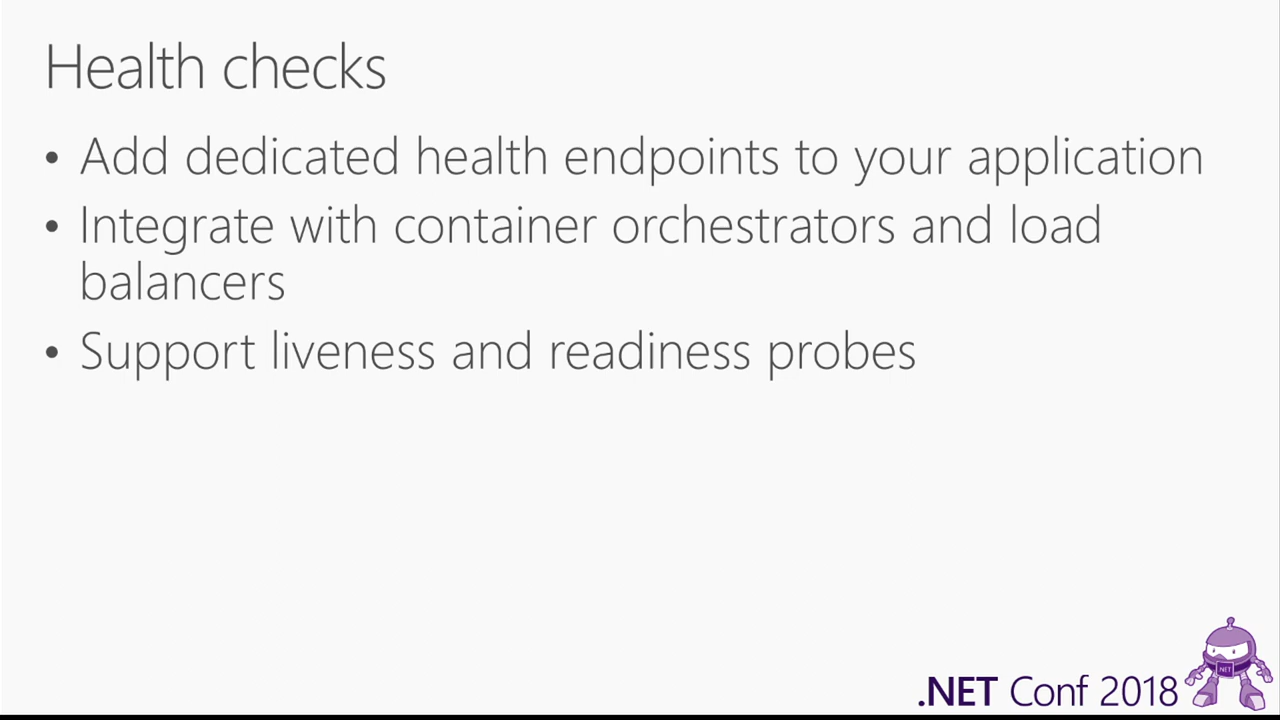 Health checks
• Add dedicated health endpoints to your application
• Integrate with container orchestrators and load
balancers
• Support liveness and readiness probes
.NET
.NET Conf 2018